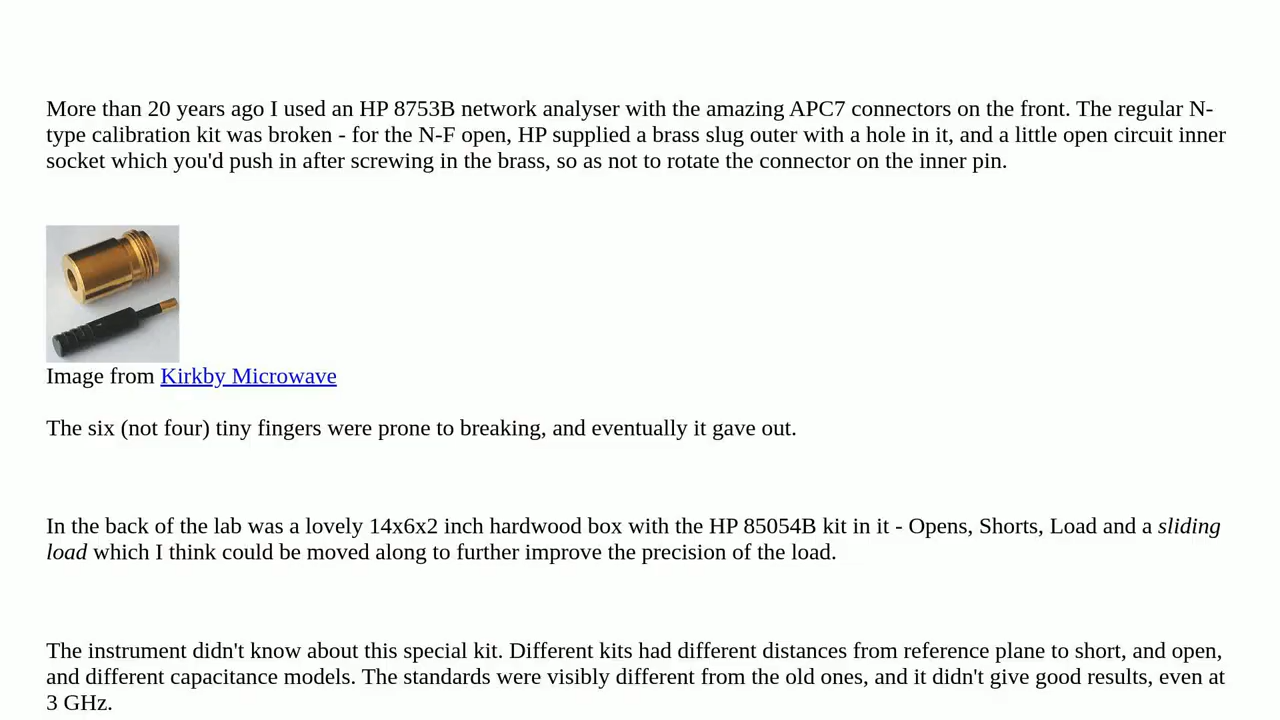 More than 20 years ago I used an HP 8753B network analyser with the amazing APC7 connectors on the front. The regular N-
type calibration kit was broken - for the N-F open, HP supplied a brass slug outer with a hole in it, and a little open circuit inner
socket which you'd push in after screwing in the brass, so as not to rotate the connector on the inner pin.
Image from Kirkby Microwave
The six (not four) tiny fingers were prone to breaking, and eventually it gave out.
In the back of the lab was a lovely 14x6x2 inch hardwood box with the HP 85054B kit in it - Opens, Shorts, Load and a sliding
load which I think could be moved along to further improve the precision of the load.
The instrument didn't know about this special kit. Different kits had different distances from reference plane to short, and open,
and different capacitance models. The standards were visibly different from the old ones, and it didn't give good results, even at
3 GHz.